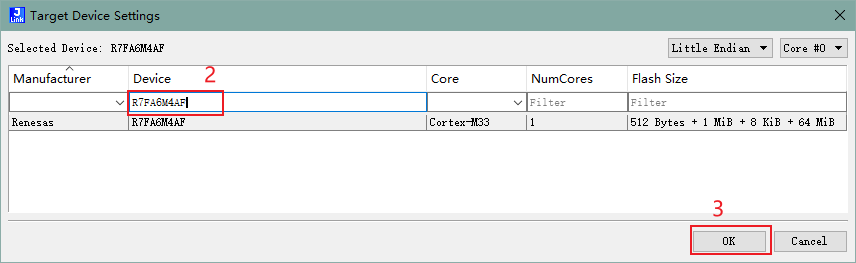 J
Link
Target Device Settings
Selected Device: R7FA6M4AF
Little Endian
Core #0
2
Manufacturer Device Core NumCores Flash Size
R7FA6M4AF Filter Filter
Renesas R7FA6M4AF Cortex-M33 1 512 Bytes + 1 MiB + 8 KiB + 64 MiB
3
OK Cancel